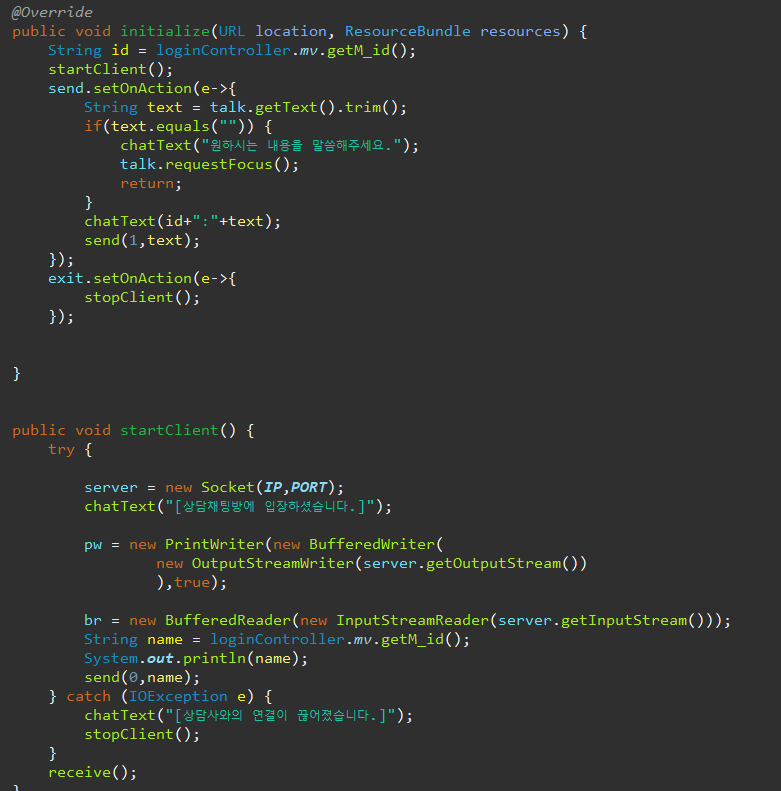 @Override
public void initialize(URL location, ResourceBundle resources) {
    String id = loginController.mv.getM_id();
    startClient();
    send.setOnAction(e->{
        String text = talk.getText().trim();
        if(text.equals("")) {
            chatText("원하시는 내용을 말씀해주세요.");
            talk.requestFocus();
            return;
        }
        chatText(id+":"+text);
        send(1,text);
    });
    exit.setOnAction(e->{
        stopClient();
    });
}
public void startClient() {
    try {
        server = new Socket(IP,PORT);
        chatText("[상담채팅방에 입장하셨습니다.]");
        pw = new PrintWriter(new BufferedWriter(
                new OutputStreamWriter(server.getOutputStream())
                ),true);
        br = new BufferedReader(new InputStreamReader(server.getInputStream()));
        String name = loginController.mv.getM_id();
        System.out.println(name);
        send(0,name);
    } catch (IOException e) {
        chatText("[상담사와의 연결이 끊어졌습니다.]");
        stopClient();
    }
    receive();